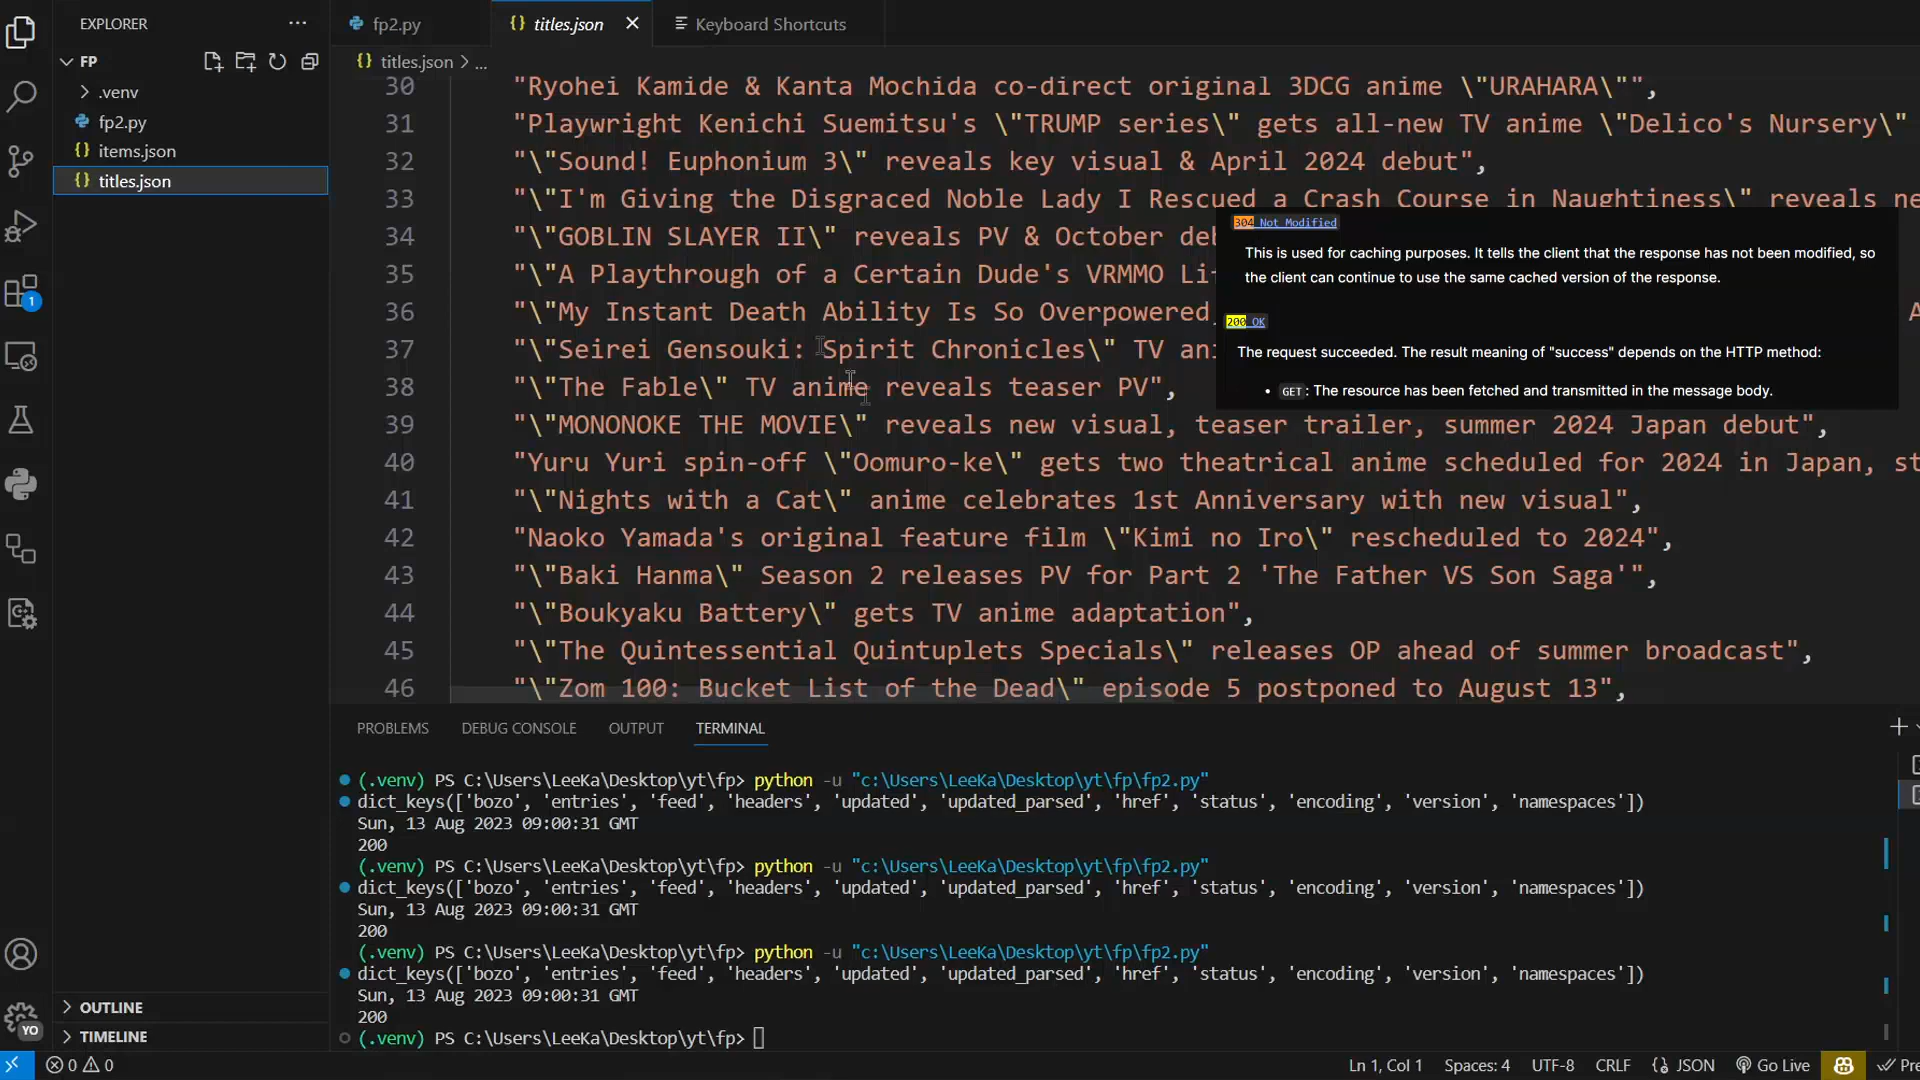 EXPLORER
FP
.venv
fp2.py
items.json
titles.json
OUTLINE
TIMELINE
1
YO
fp2.py
titles.json
Keyboard Shortcuts
titles.json > ...
30 "Ryohei Kamide & Kanta Mochida co-direct original 3DCG anime \"URAHARA\"",
31 "Playwright Kenichi Suemitsu's \"TRUMP series\" gets all-new TV anime \"Delico's Nursery\"
32 "\"Sound! Euphonium 3\" reveals key visual & April 2024 debut",
33 "\"I'm Giving the Disgraced Noble Lady I Rescued a Crash Course in Naughtiness\" reveals ne
34 "\"GOBLIN SLAYER II\" reveals PV & October deb
35 "\"A Playthrough of a Certain Dude's VRMMO Li
36 "\"My Instant Death Ability Is So Overpowered, A
37 "\"Seirei Gensouki: Spirit Chronicles\" TV ani
38 "\"The Fable\" TV anime reveals teaser PV",
39 "\"MONONOKE THE MOVIE\" reveals new visual, teaser trailer, summer 2024 Japan debut",
40 "Yuru Yuri spin-off \"Oomuro-ke\" gets two theatrical anime scheduled for 2024 in Japan, st
41 "\"Nights with a Cat\" anime celebrates 1st Anniversary with new visual",
42 "Naoko Yamada's original feature film \"Kimi no Iro\" rescheduled to 2024",
43 "\"Baki Hanma\" Season 2 releases PV for Part 2 'The Father VS Son Saga'",
44 "\"Boukyaku Battery\" gets TV anime adaptation",
45 "\"The Quintessential Quintuplets Specials\" releases OP ahead of summer broadcast",
46 "\"Zom 100: Bucket List of the Dead\" episode 5 postponed to August 13",
304 Not Modified
This is used for caching purposes. It tells the client that the response has not been modified, so
the client can continue to use the same cached version of the response.
200 OK
The request succeeded. The result meaning of "success" depends on the HTTP method:
• GET: The resource has been fetched and transmitted in the message body.
PROBLEMS DEBUG CONSOLE OUTPUT TERMINAL
(.venv) PS C:\Users\LeeKa\Desktop\yt\fp> python -u "c:\Users\LeeKa\Desktop\yt\fp\fp2.py"
dict_keys(['bozo', 'entries', 'feed', 'headers', 'updated', 'updated_parsed', 'href', 'status', 'encoding', 'version', 'namespaces'])
Sun, 13 Aug 2023 09:00:31 GMT
200
(.venv) PS C:\Users\LeeKa\Desktop\yt\fp> python -u "c:\Users\LeeKa\Desktop\yt\fp\fp2.py"
dict_keys(['bozo', 'entries', 'feed', 'headers', 'updated', 'updated_parsed', 'href', 'status', 'encoding', 'version', 'namespaces'])
Sun, 13 Aug 2023 09:00:31 GMT
200
(.venv) PS C:\Users\LeeKa\Desktop\yt\fp> python -u "c:\Users\LeeKa\Desktop\yt\fp\fp2.py"
dict_keys(['bozo', 'entries', 'feed', 'headers', 'updated', 'updated_parsed', 'href', 'status', 'encoding', 'version', 'namespaces'])
Sun, 13 Aug 2023 09:00:31 GMT
200
(.venv) PS C:\Users\LeeKa\Desktop\yt\fp>
0 0 Ln 1, Col 1 Spaces: 4 UTF-8 CRLF {} JSON Go Live Pre